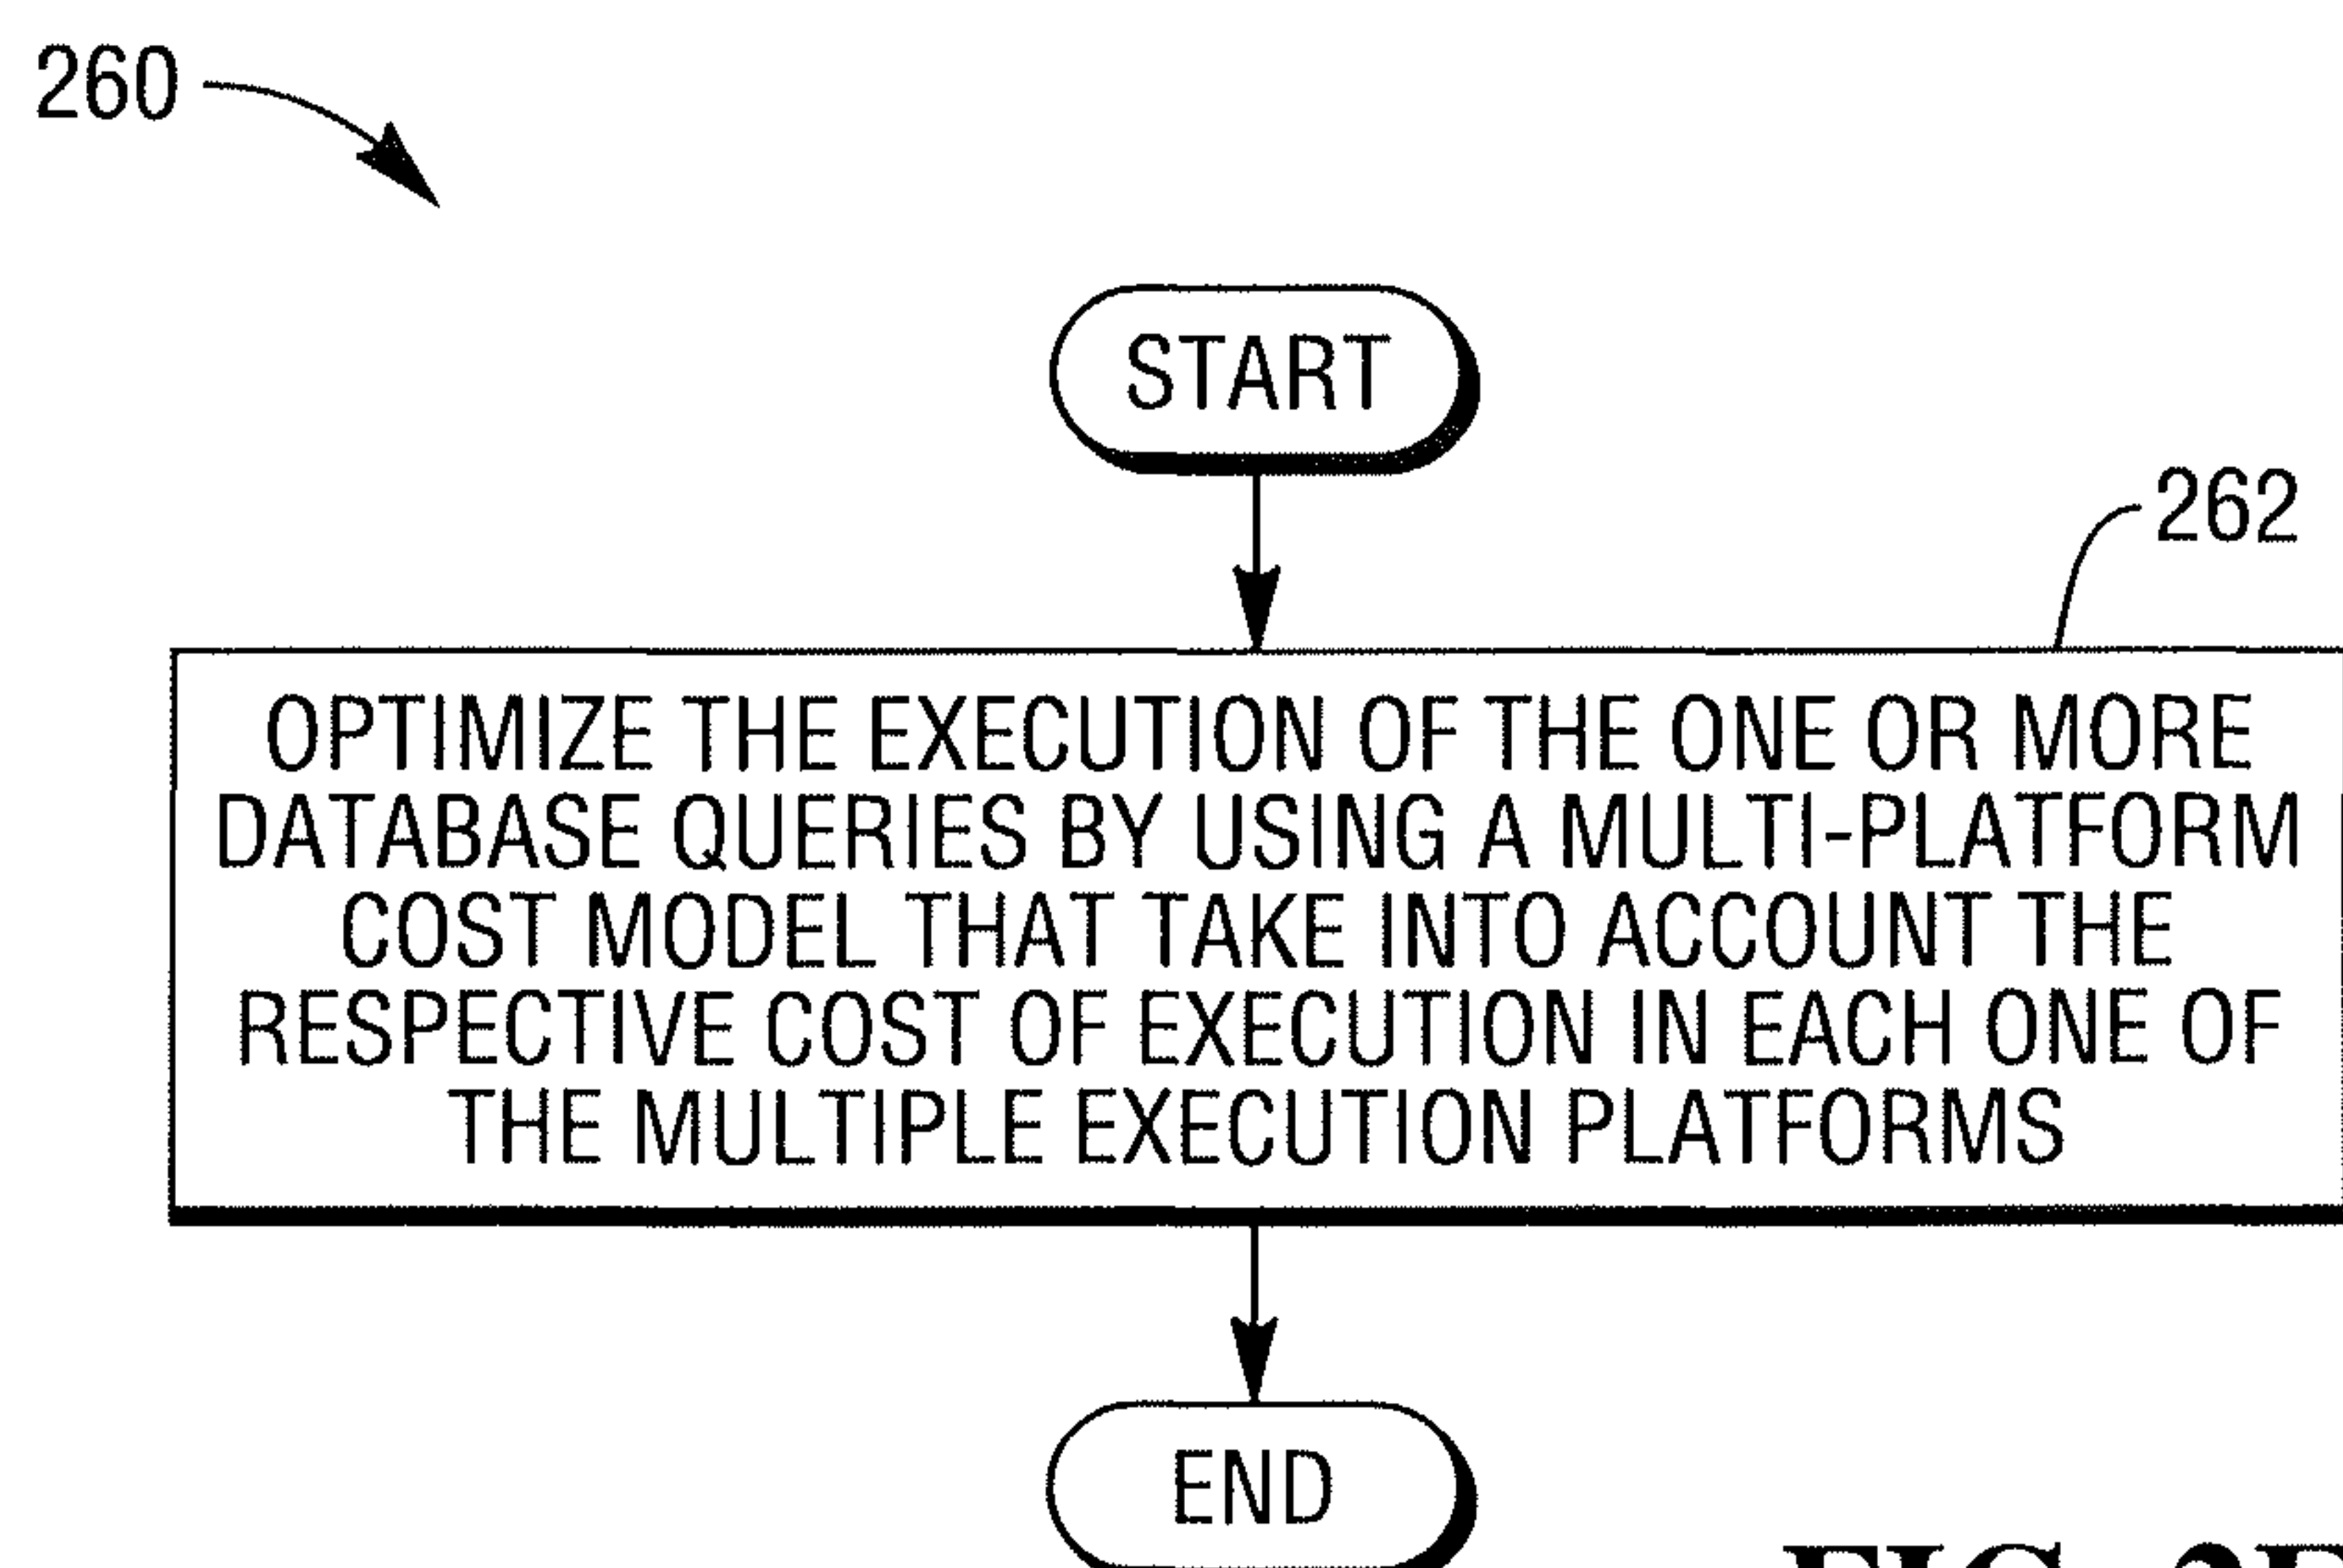 260
START
262
OPTIMIZE THE EXECUTION OF THE ONE OR MORE
DATABASE QUERIES BY USING A MULTI-PLATFORM
COST MODEL THAT TAKE INTO ACCOUNT THE
RESPECTIVE COST OF EXECUTION IN EACH ONE OF
THE MULTIPLE EXECUTION PLATFORMS
END
FIG.